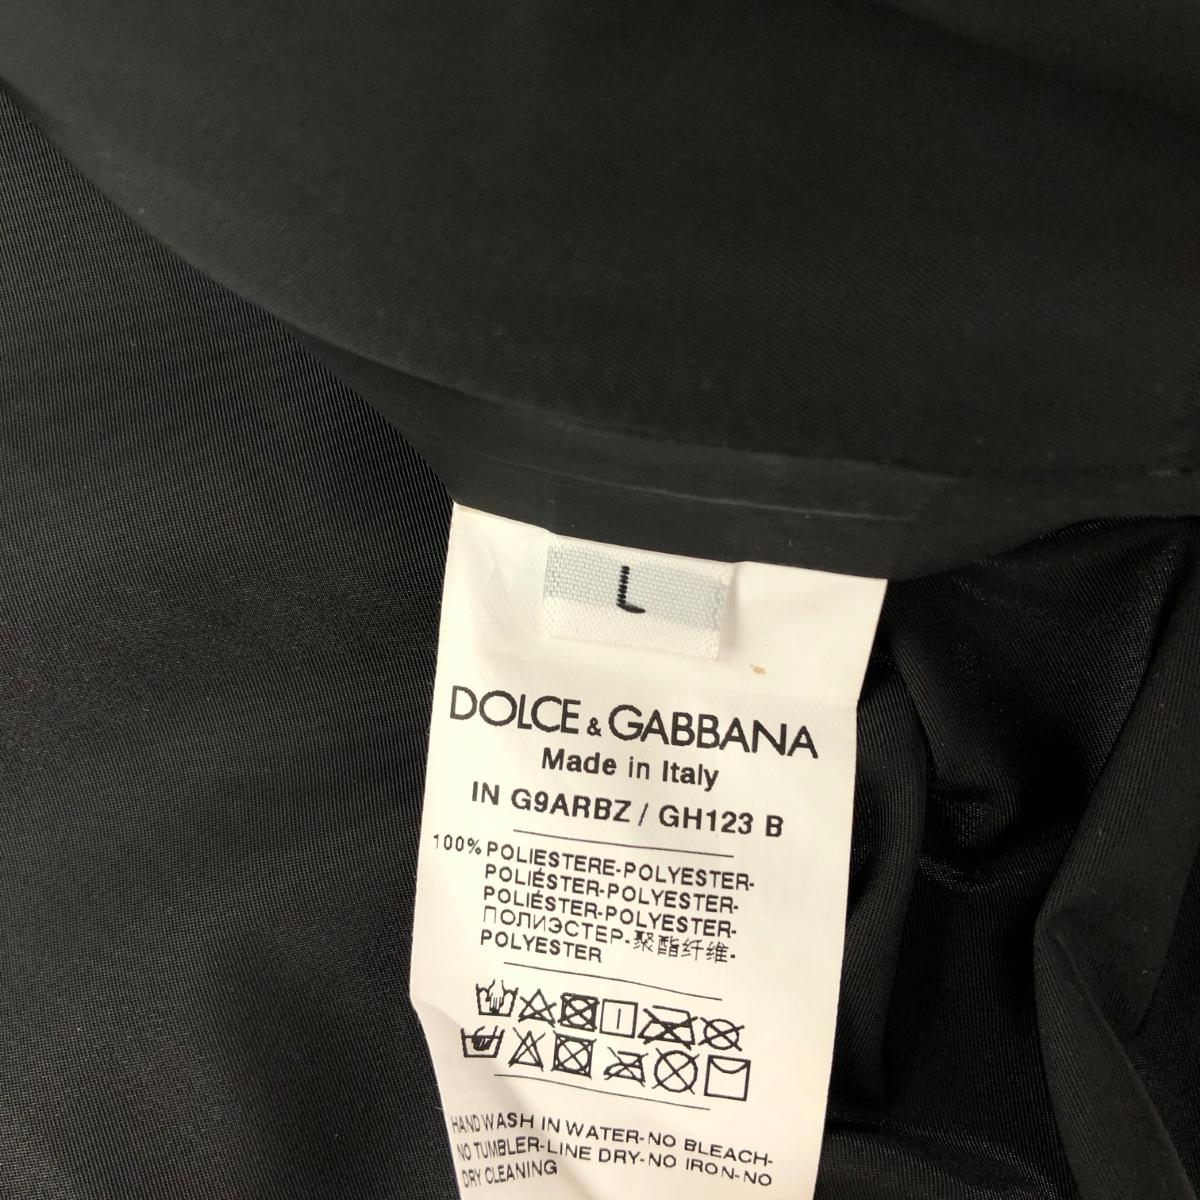 L
DOLCE & GABBANA
Made in Italy
IN G9ARBZ / GH123 B
100% POLIESTERE-POLYESTER-
POLIÉSTER-POLYESTER-
POLIÉSTER-POLYESTER-
ПОЛИЭСТЕР-聚酯纤维-
POLYESTER
HAND WASH IN WATER-NO BLEACH-
NO TUMBLER-LINE DRY-NO IRON-NO
DRY CLEANING